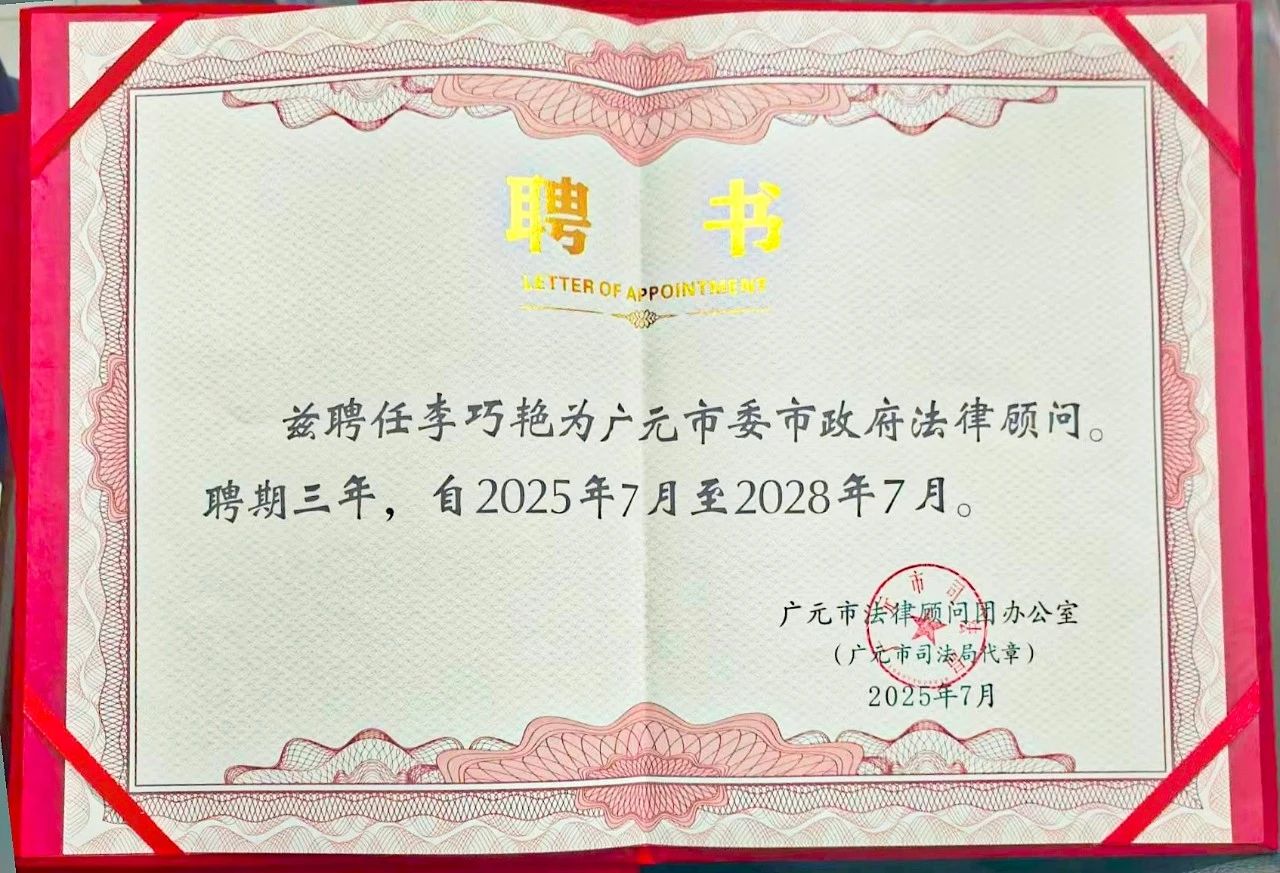 聘书
LETTER OF APPOINTMENT
兹聘任李巧艳为广元市委市政府法律顾问。
聘期三年，自2025年7月至2028年7月。
广元市法律顾问团办公室
（广元市司法局代章）
2025年7月